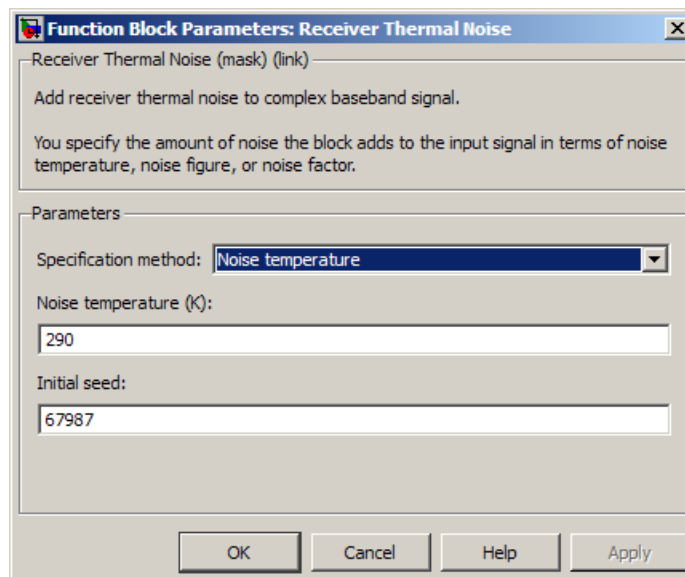 Function Block Parameters: Receiver Thermal Noise
Receiver Thermal Noise (mask) (link)
Add receiver thermal noise to complex baseband signal.
You specify the amount of noise the block adds to the input signal in terms of noise
temperature, noise figure, or noise factor.
Parameters
Specification method: Noise temperature
Noise temperature (K):
290
Initial seed:
67987
OK Cancel Help Apply